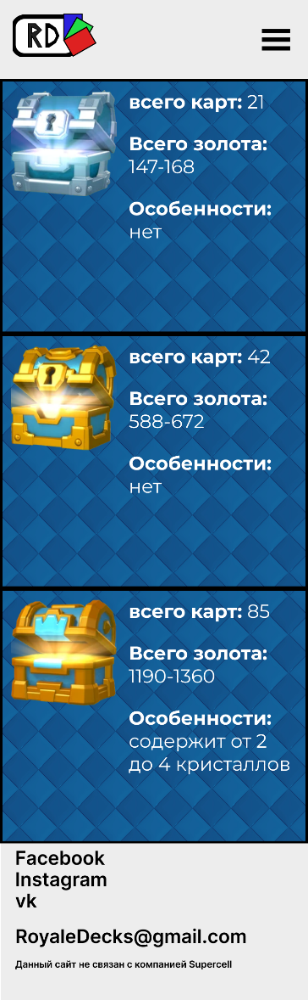 RD
всего карт: 21
Всего золота:
147-168
Особенности:
нет
всего карт: 42
Всего золота:
588-672
Особенности:
нет
всего карт: 85
Всего золота:
1190-1360
Особенности:
содержит от 2
до 4 кристаллов
Facebook
Instagram
vk
RoyaleDecks@gmail.com
Данный сайт не связан с компанией Supercell